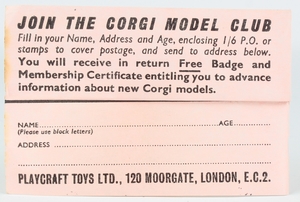 JOIN THE CORGI MODEL CLUB
Fill in your Name, Address and Age, enclosing 1/6 P.O. or
stamps to cover postage, and send to address below.
You will receive in return Free Badge and
Membership Certificate entitling you to advance
information about new Corgi models.
NAME AGE
(Please use block letters)
ADDRESS
PLAYCRAFT TOYS LTD., 120 MOORGATE, LONDON, E.C.2.